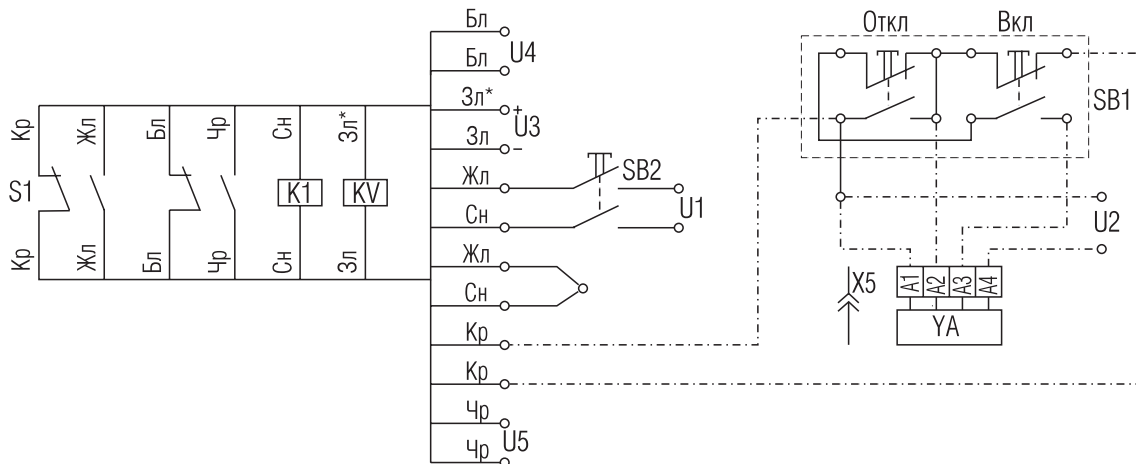 Бл
U4
Бл
Зл* +
U3
Зл −
Жл
SB2
Сн
U1
Жл
Сн
Кр
Кр
Чр
U5
Чр
Кр Жл Бл Чр Сн Зл*
S1 К1 KV
Кр Жл Бл Чр Сн Зл
Откл Вкл
SB1
U2
X5
A1 A2 A3 A4
YA